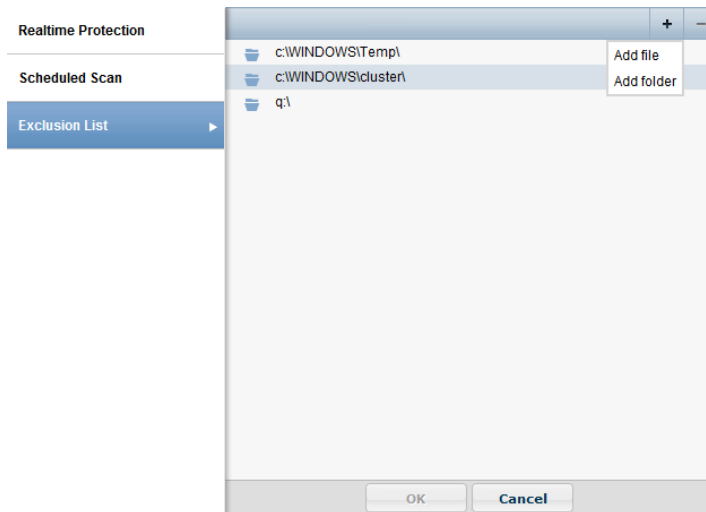 Realtime Protection
Scheduled Scan
Exclusion List
+ −
c:\WINDOWS\Temp\
c:\WINDOWS\cluster\
q:\
Add file
Add folder
OK
Cancel